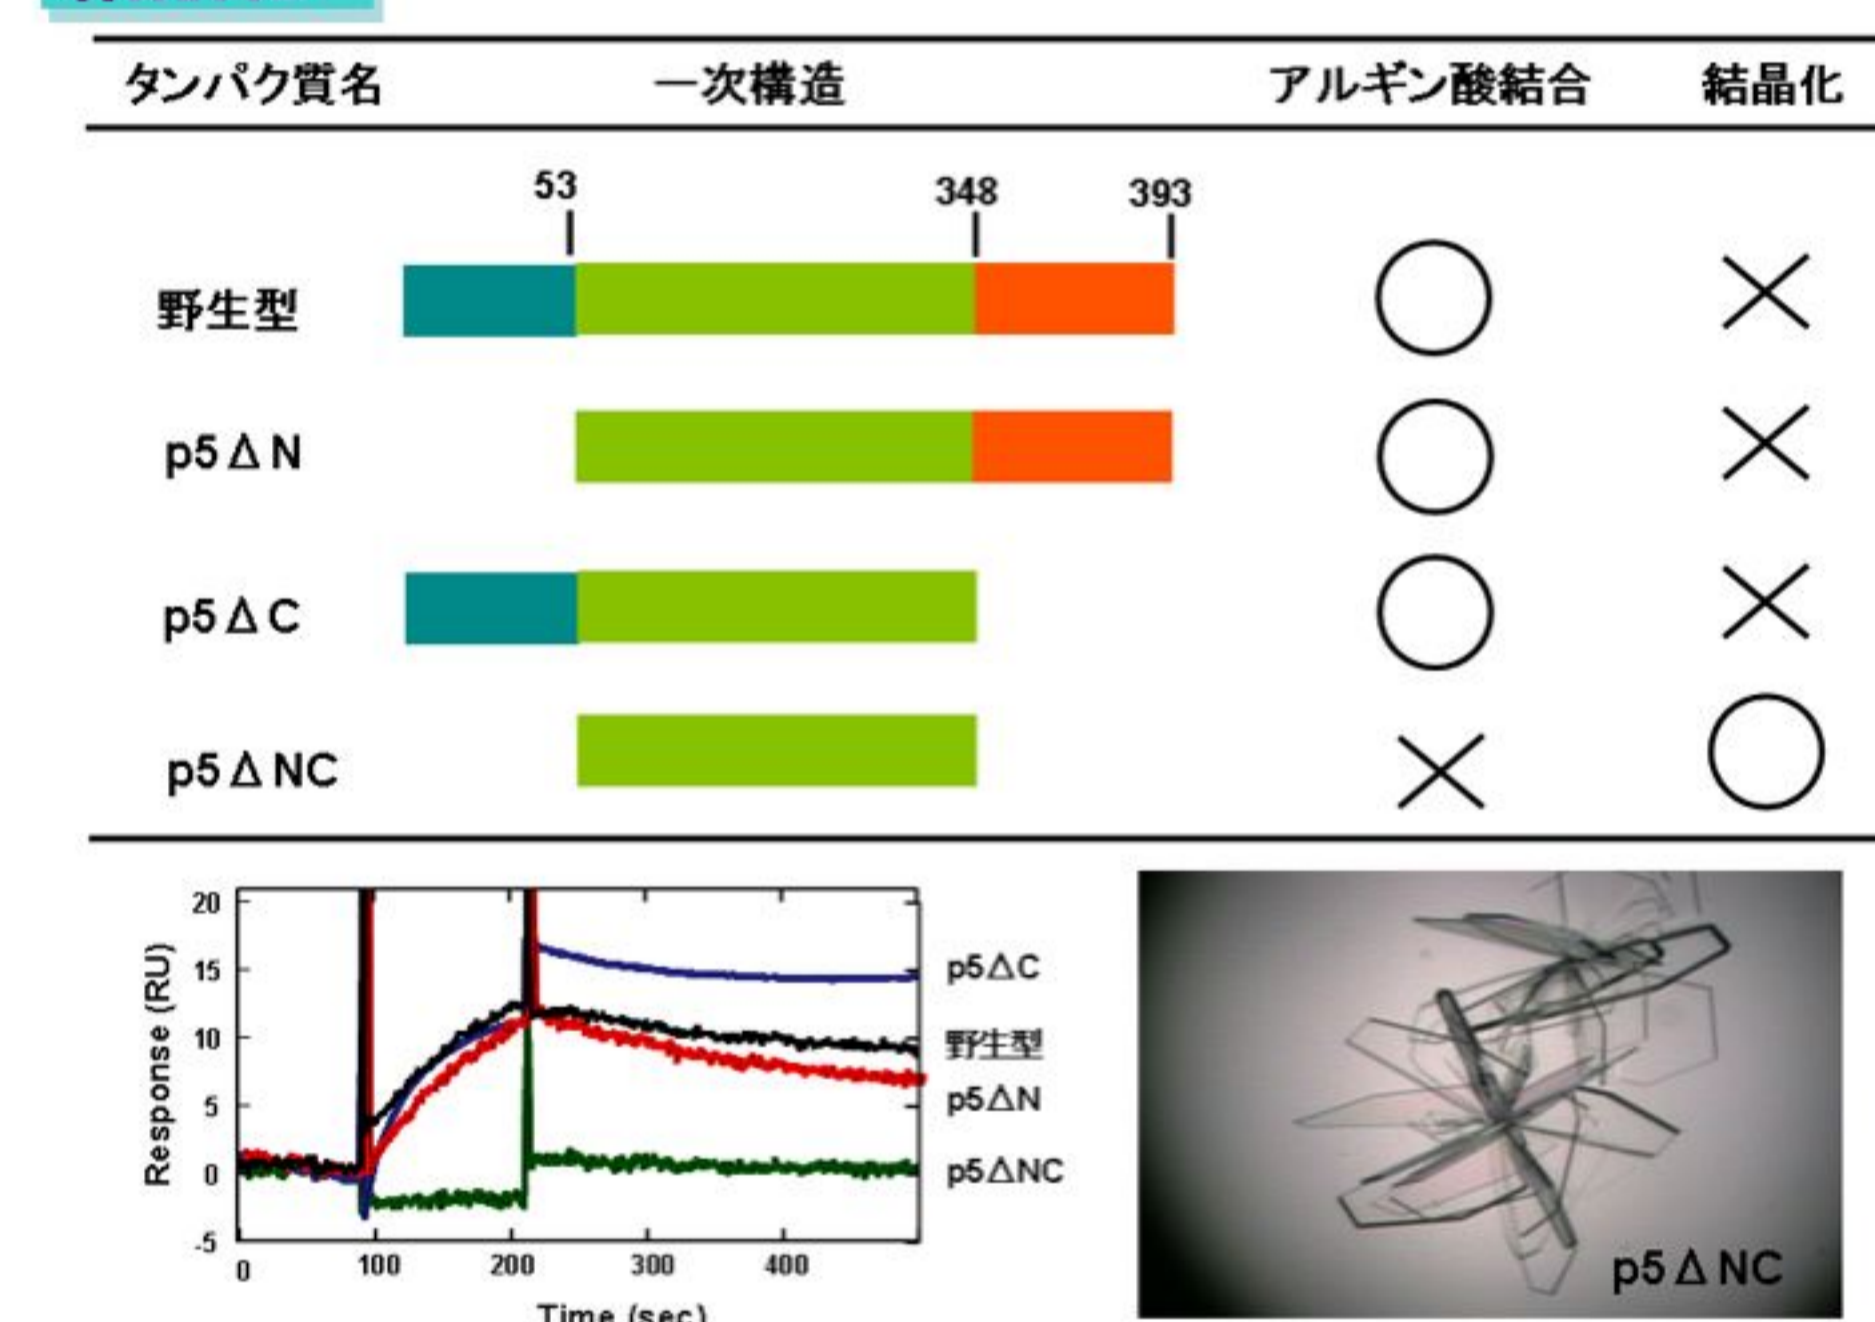 タンパク質名 一次構造 アルギン酸結合 結晶化
53 348 393
野生型
p5ΔN
p5ΔC
p5ΔNC
20
15
10
5
0
-5
Response (RU)
0 100 200 300 400
Time (sec)
p5ΔC
野生型
p5ΔN
p5ΔNC
p5ΔNC